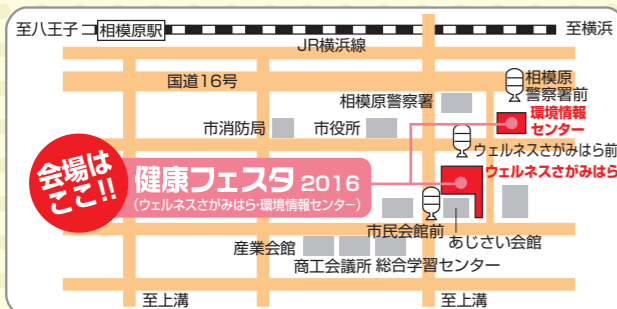 至八王子
相模原駅
至横浜
JR横浜線
国道16号
相模原
警察署前
相模原警察署
環境情報
センター
市消防局
市役所
ウェルネスさがみはら前
会場は
ここ!!
健康フェスタ 2016
(ウェルネスさがみはら・環境情報センター)
ウェルネスさがみはら
市民会館前
あじさい会館
産業会館
商工会議所
総合学習センター
至上溝
至上溝